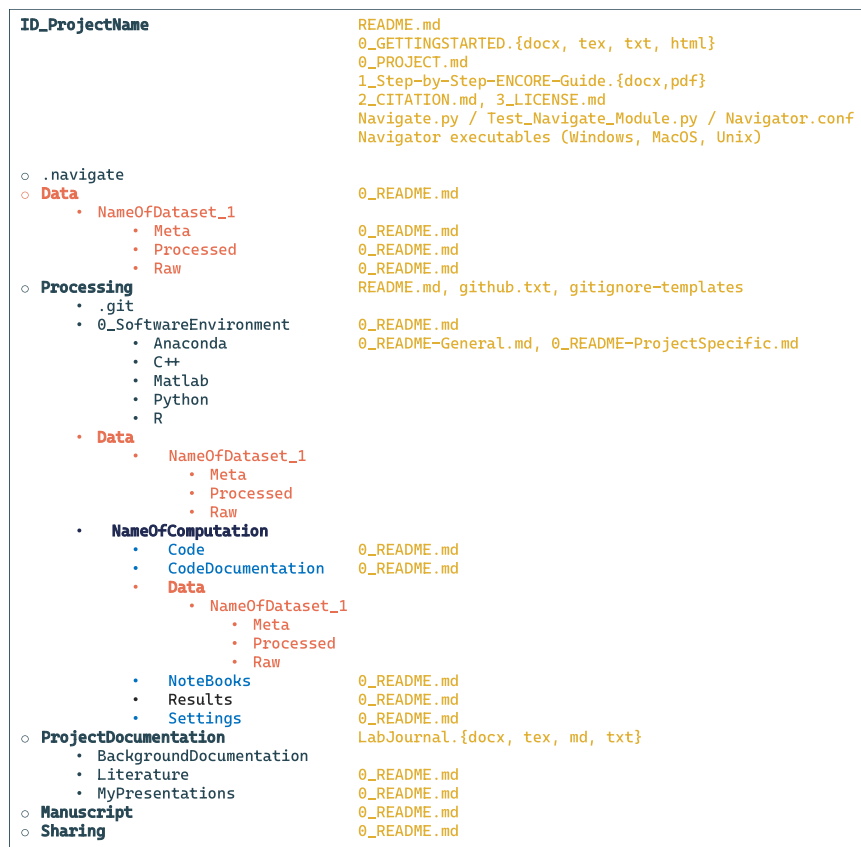 ID_ProjectName README.md
0_GETTINGSTARTED.{docx, tex, txt, html}
0_PROJECT.md
1_Step-by-Step-ENCORE-Guide.{docx,pdf}
2_CITATION.md, 3_LICENSE.md
Navigate.py / Test_Navigate_Module.py / Navigator.conf
Navigator executables (Windows, MacOS, Unix)
○ .navigate
○ Data 0_README.md
• NameOfDataset_1
• Meta 0_README.md
• Processed 0_README.md
• Raw 0_README.md
○ Processing README.md, github.txt, gitignore-templates
• .git
• 0_SoftwareEnvironment 0_README.md
• Anaconda 0_README-General.md, 0_README-ProjectSpecific.md
• C++
• Matlab
• Python
• R
• Data
• NameOfDataset_1
• Meta
• Processed
• Raw
• NameOfComputation
• Code 0_README.md
• CodeDocumentation 0_README.md
• Data
• NameOfDataset_1
• Meta
• Processed
• Raw
• NoteBooks 0_README.md
• Results 0_README.md
• Settings 0_README.md
○ ProjectDocumentation LabJournal.{docx, tex, md, txt}
• BackgroundDocumentation
• Literature 0_README.md
• MyPresentations 0_README.md
○ Manuscript 0_README.md
○ Sharing 0_README.md